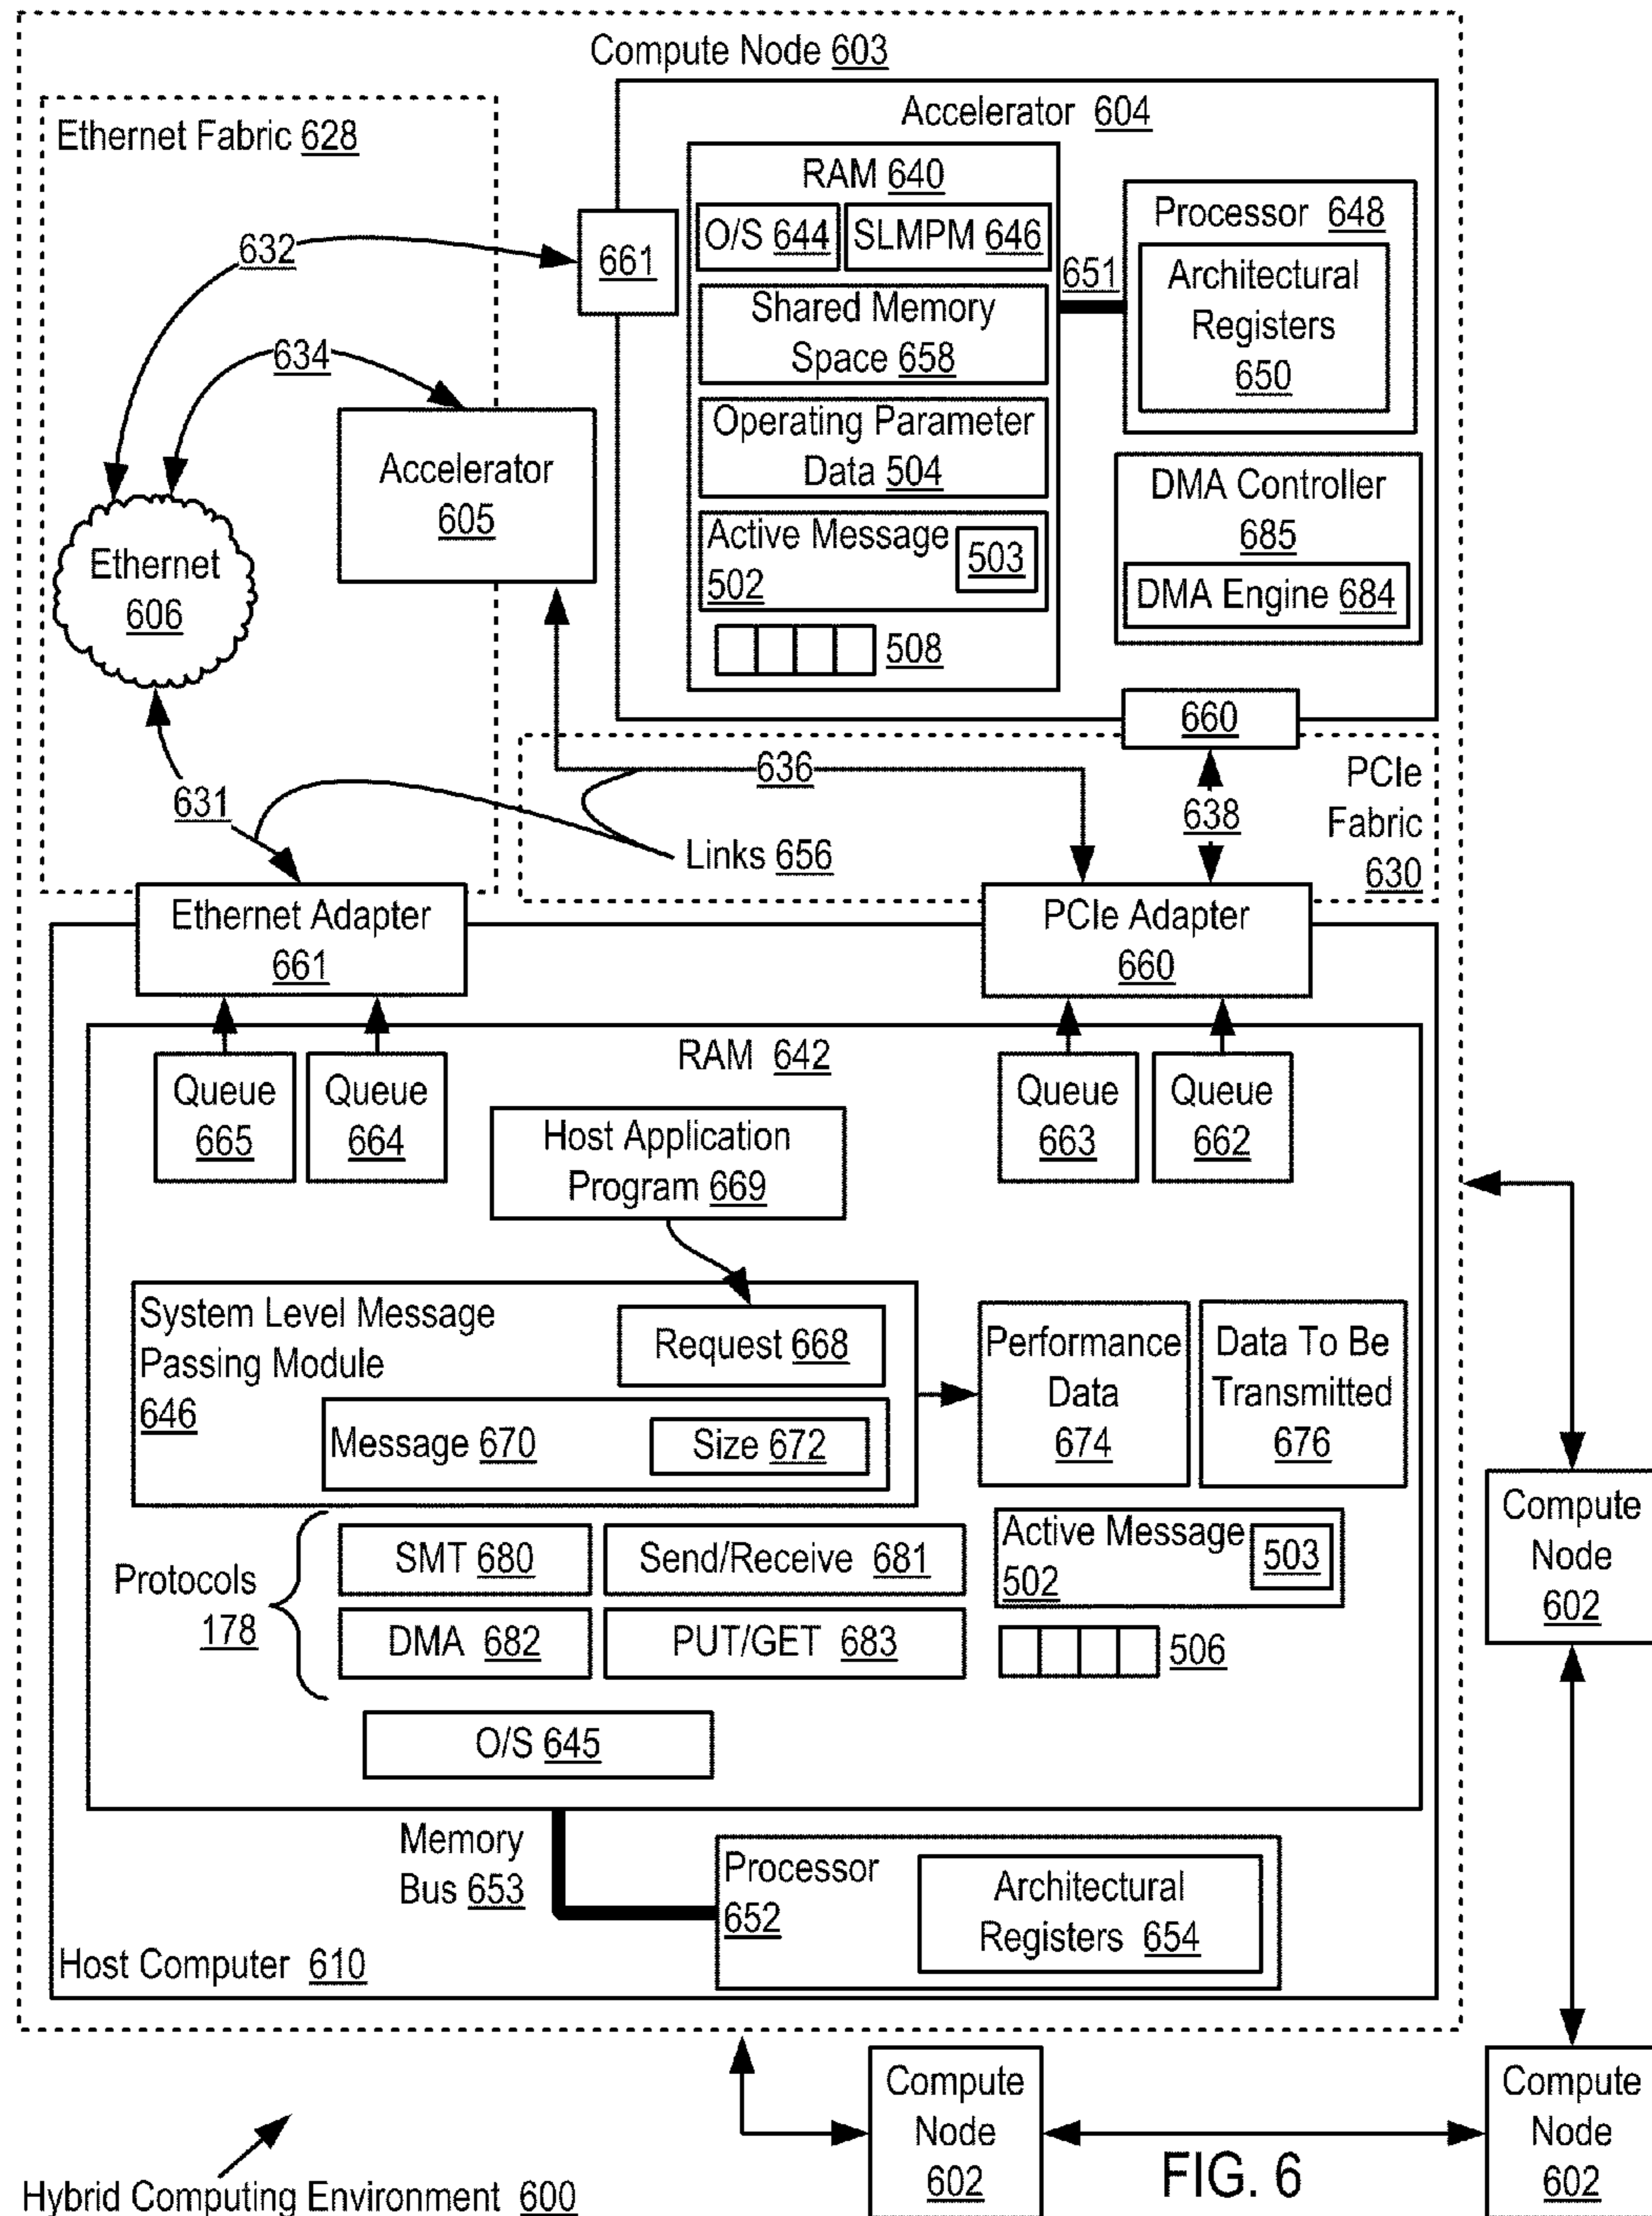 Compute Node 603
Ethernet Fabric 628
Accelerator 604
RAM 640
O/S 644
SLMPM 646
Shared Memory
Space 658
Operating Parameter
Data 504
Active Message
502
503
508
651
Processor 648
Architectural
Registers
650
DMA Controller
685
DMA Engine 684
661
632
634
Accelerator
605
Ethernet
606
660
636
638
PCIe
Fabric
630
631
Links 656
Ethernet Adapter
661
PCIe Adapter
660
RAM 642
Queue
665
Queue
664
Queue
663
Queue
662
Host Application
Program 669
System Level Message
Passing Module
646
Request 668
Message 670
Size 672
Performance
Data
674
Data To Be
Transmitted
676
Protocols
178
SMT 680
Send/Receive 681
DMA 682
PUT/GET 683
Active Message
502
503
506
O/S 645
Memory
Bus 653
Processor
652
Architectural
Registers 654
Host Computer 610
Compute
Node
602
Compute
Node
602
Compute
Node
602
FIG. 6
Hybrid Computing Environment 600